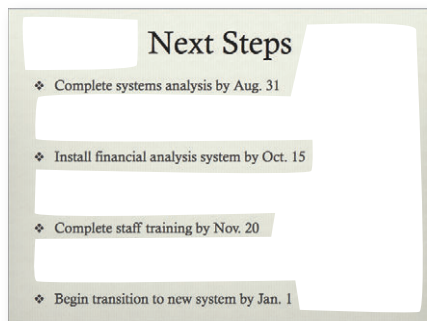 Next Steps
❖ Complete systems analysis by Aug. 31
❖ Install financial analysis system by Oct. 15
❖ Complete staff training by Nov. 20
❖ Begin transition to new system by Jan. 1